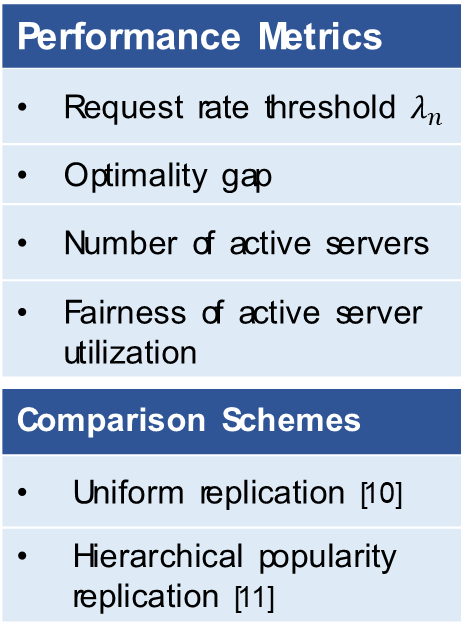 Performance Metrics
• Request rate threshold λₙ
• Optimality gap
• Number of active servers
• Fairness of active server
utilization
Comparison Schemes
• Uniform replication [10]
• Hierarchical popularity
replication [11]